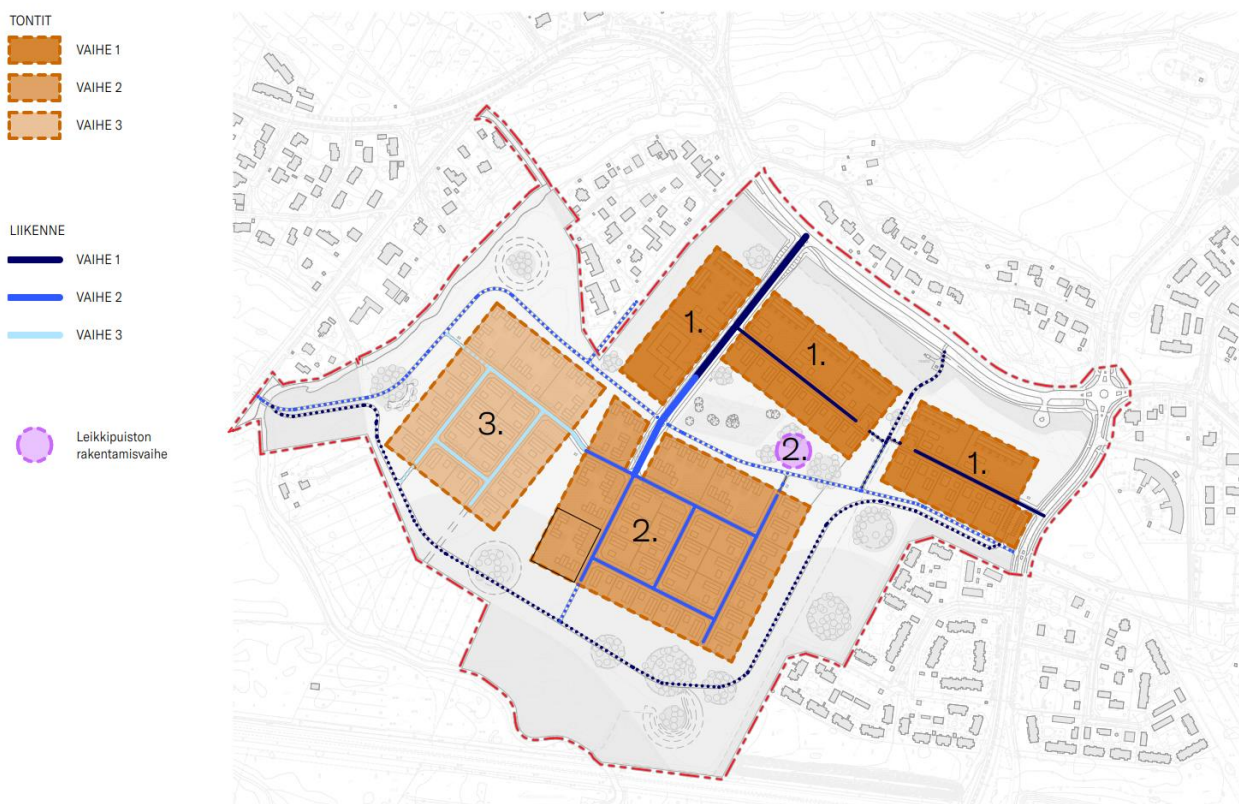 TONTIT
VAIHE 1
VAIHE 2
VAIHE 3
LIIKENNE
VAIHE 1
VAIHE 2
VAIHE 3
Leikkipuiston
rakentamisvaihe
1.
1.
1.
2.
3.
2.